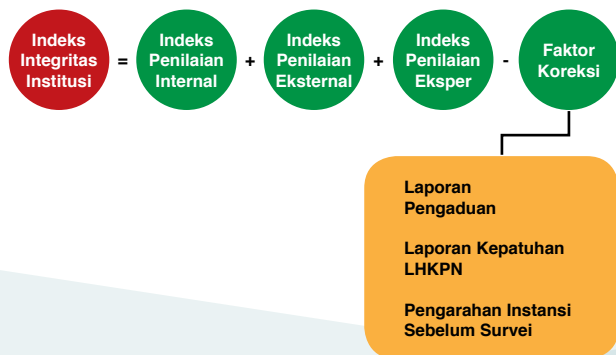 Indeks
Integritas
Institusi
=
Indeks
Penilaian
Internal
+
Indeks
Penilaian
Eksternal
+
Indeks
Penilaian
Eksper
-
Faktor
Koreksi
Laporan
Pengaduan
Laporan Kepatuhan
LHKPN
Pengarahan Instansi
Sebelum Survei